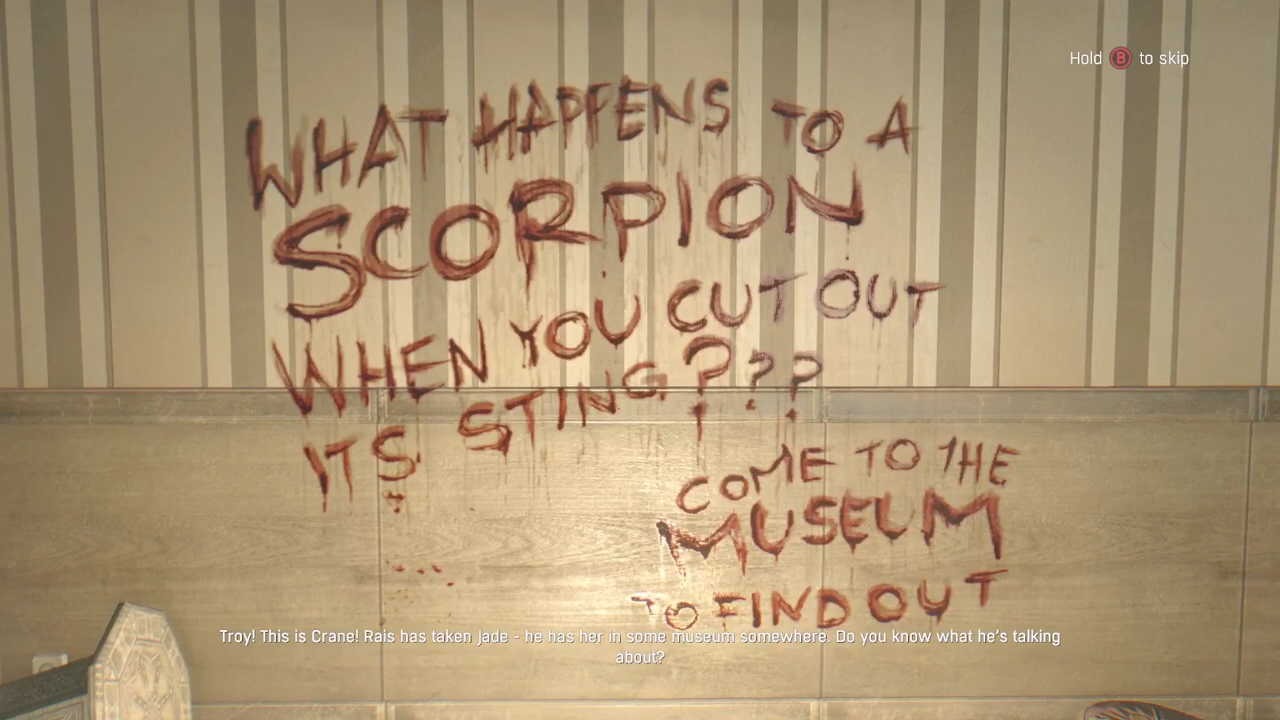 Hold B to skip
WHAT HAPPENS TO A
SCORPION
WHEN YOU CUT OUT
ITS STING???
COME TO THE
MUSEUM
TO FIND OUT
Troy! This is Crane! Rais has taken Jade - he has her in some museum somewhere. Do you know what he's talking
about?